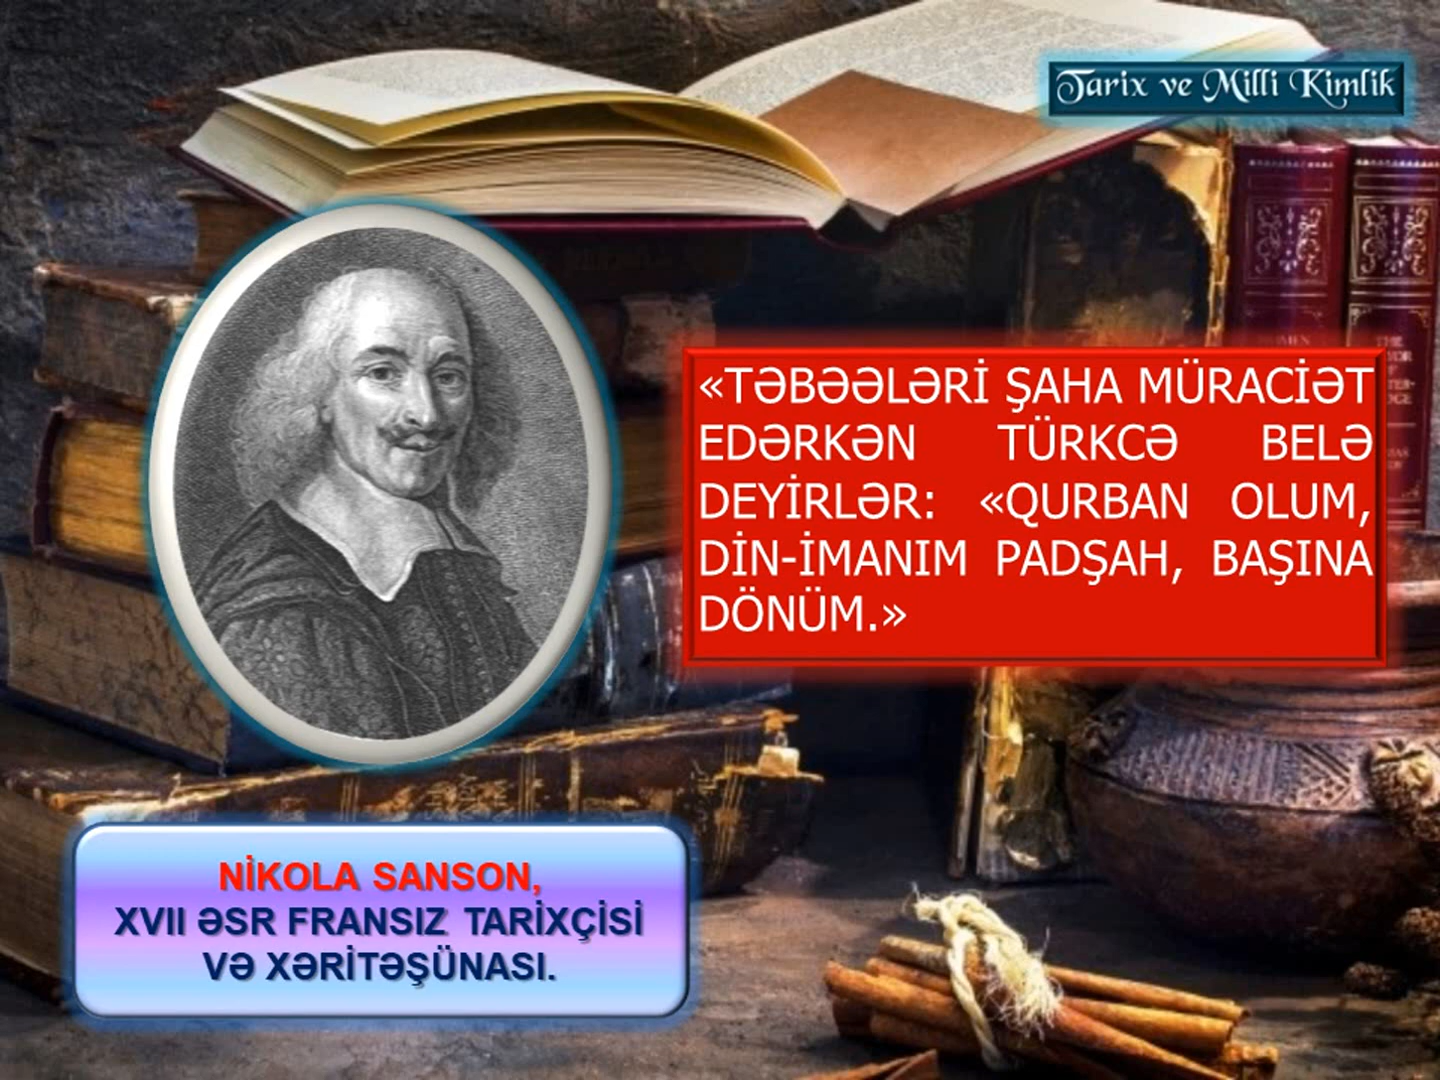 Tarix ve Milli Kimlik
«TƏBƏƏLƏRİ ŞAHA MÜRACİƏT
EDƏRKƏN TÜRKCƏ BELƏ
DEYİRLƏR: «QURBAN OLUM,
DİN-İMANIM PADŞAH, BAŞINA
DÖNÜM.»
NİKOLA SANSON,
XVII ƏSR FRANSIZ TARİXÇİSİ
VƏ XƏRİTƏŞÜNASI.